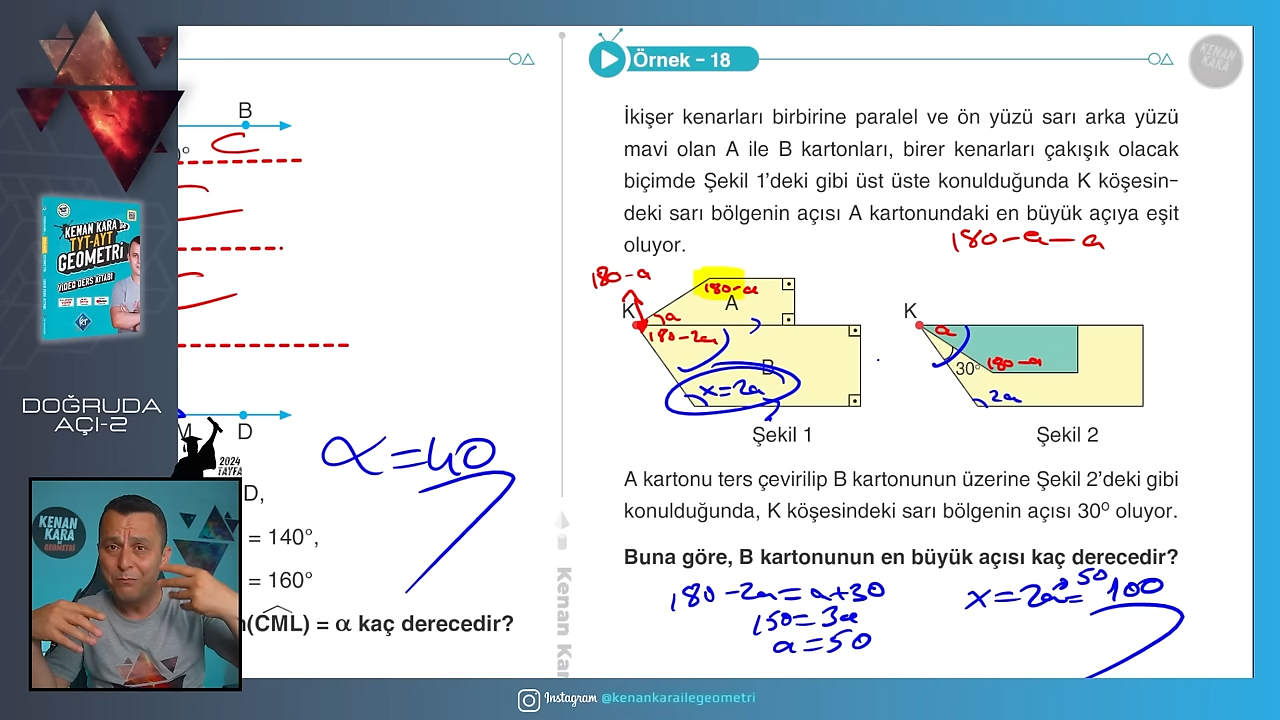 KENAN KARA
TYT-AYT
GEOMETRİ
VİDEO DERS KİTABI
DOĞRUDA
AÇI-2
2024
TAYFA
KENAN
KARA
GEOMETRİ
B
C
M
D
α=40
D,
= 140°,
= 160°
(CML) = α kaç derecedir?
Örnek – 18
KENAN
KARA
İkişer kenarları birbirine paralel ve ön yüzü sarı arka yüzü
mavi olan A ile B kartonları, birer kenarları çakışık olacak
biçimde Şekil 1’deki gibi üst üste konulduğunda K köşesin-
deki sarı bölgenin açısı A kartonundaki en büyük açıya eşit
oluyor.
180-a-a
180-a
180-a
A
K
a
180-2a
B
x=2a
Şekil 1
K
a
30°
180-a
2a
Şekil 2
A kartonu ters çevirilip B kartonunun üzerine Şekil 2’deki gibi
konulduğunda, K köşesindeki sarı bölgenin açısı 30º oluyor.
Buna göre, B kartonunun en büyük açısı kaç derecedir?
180-2a=a+30
150=3a
a=50
x=2a=100
50
Kenan Kar
Instagram @kenankarailegeometri